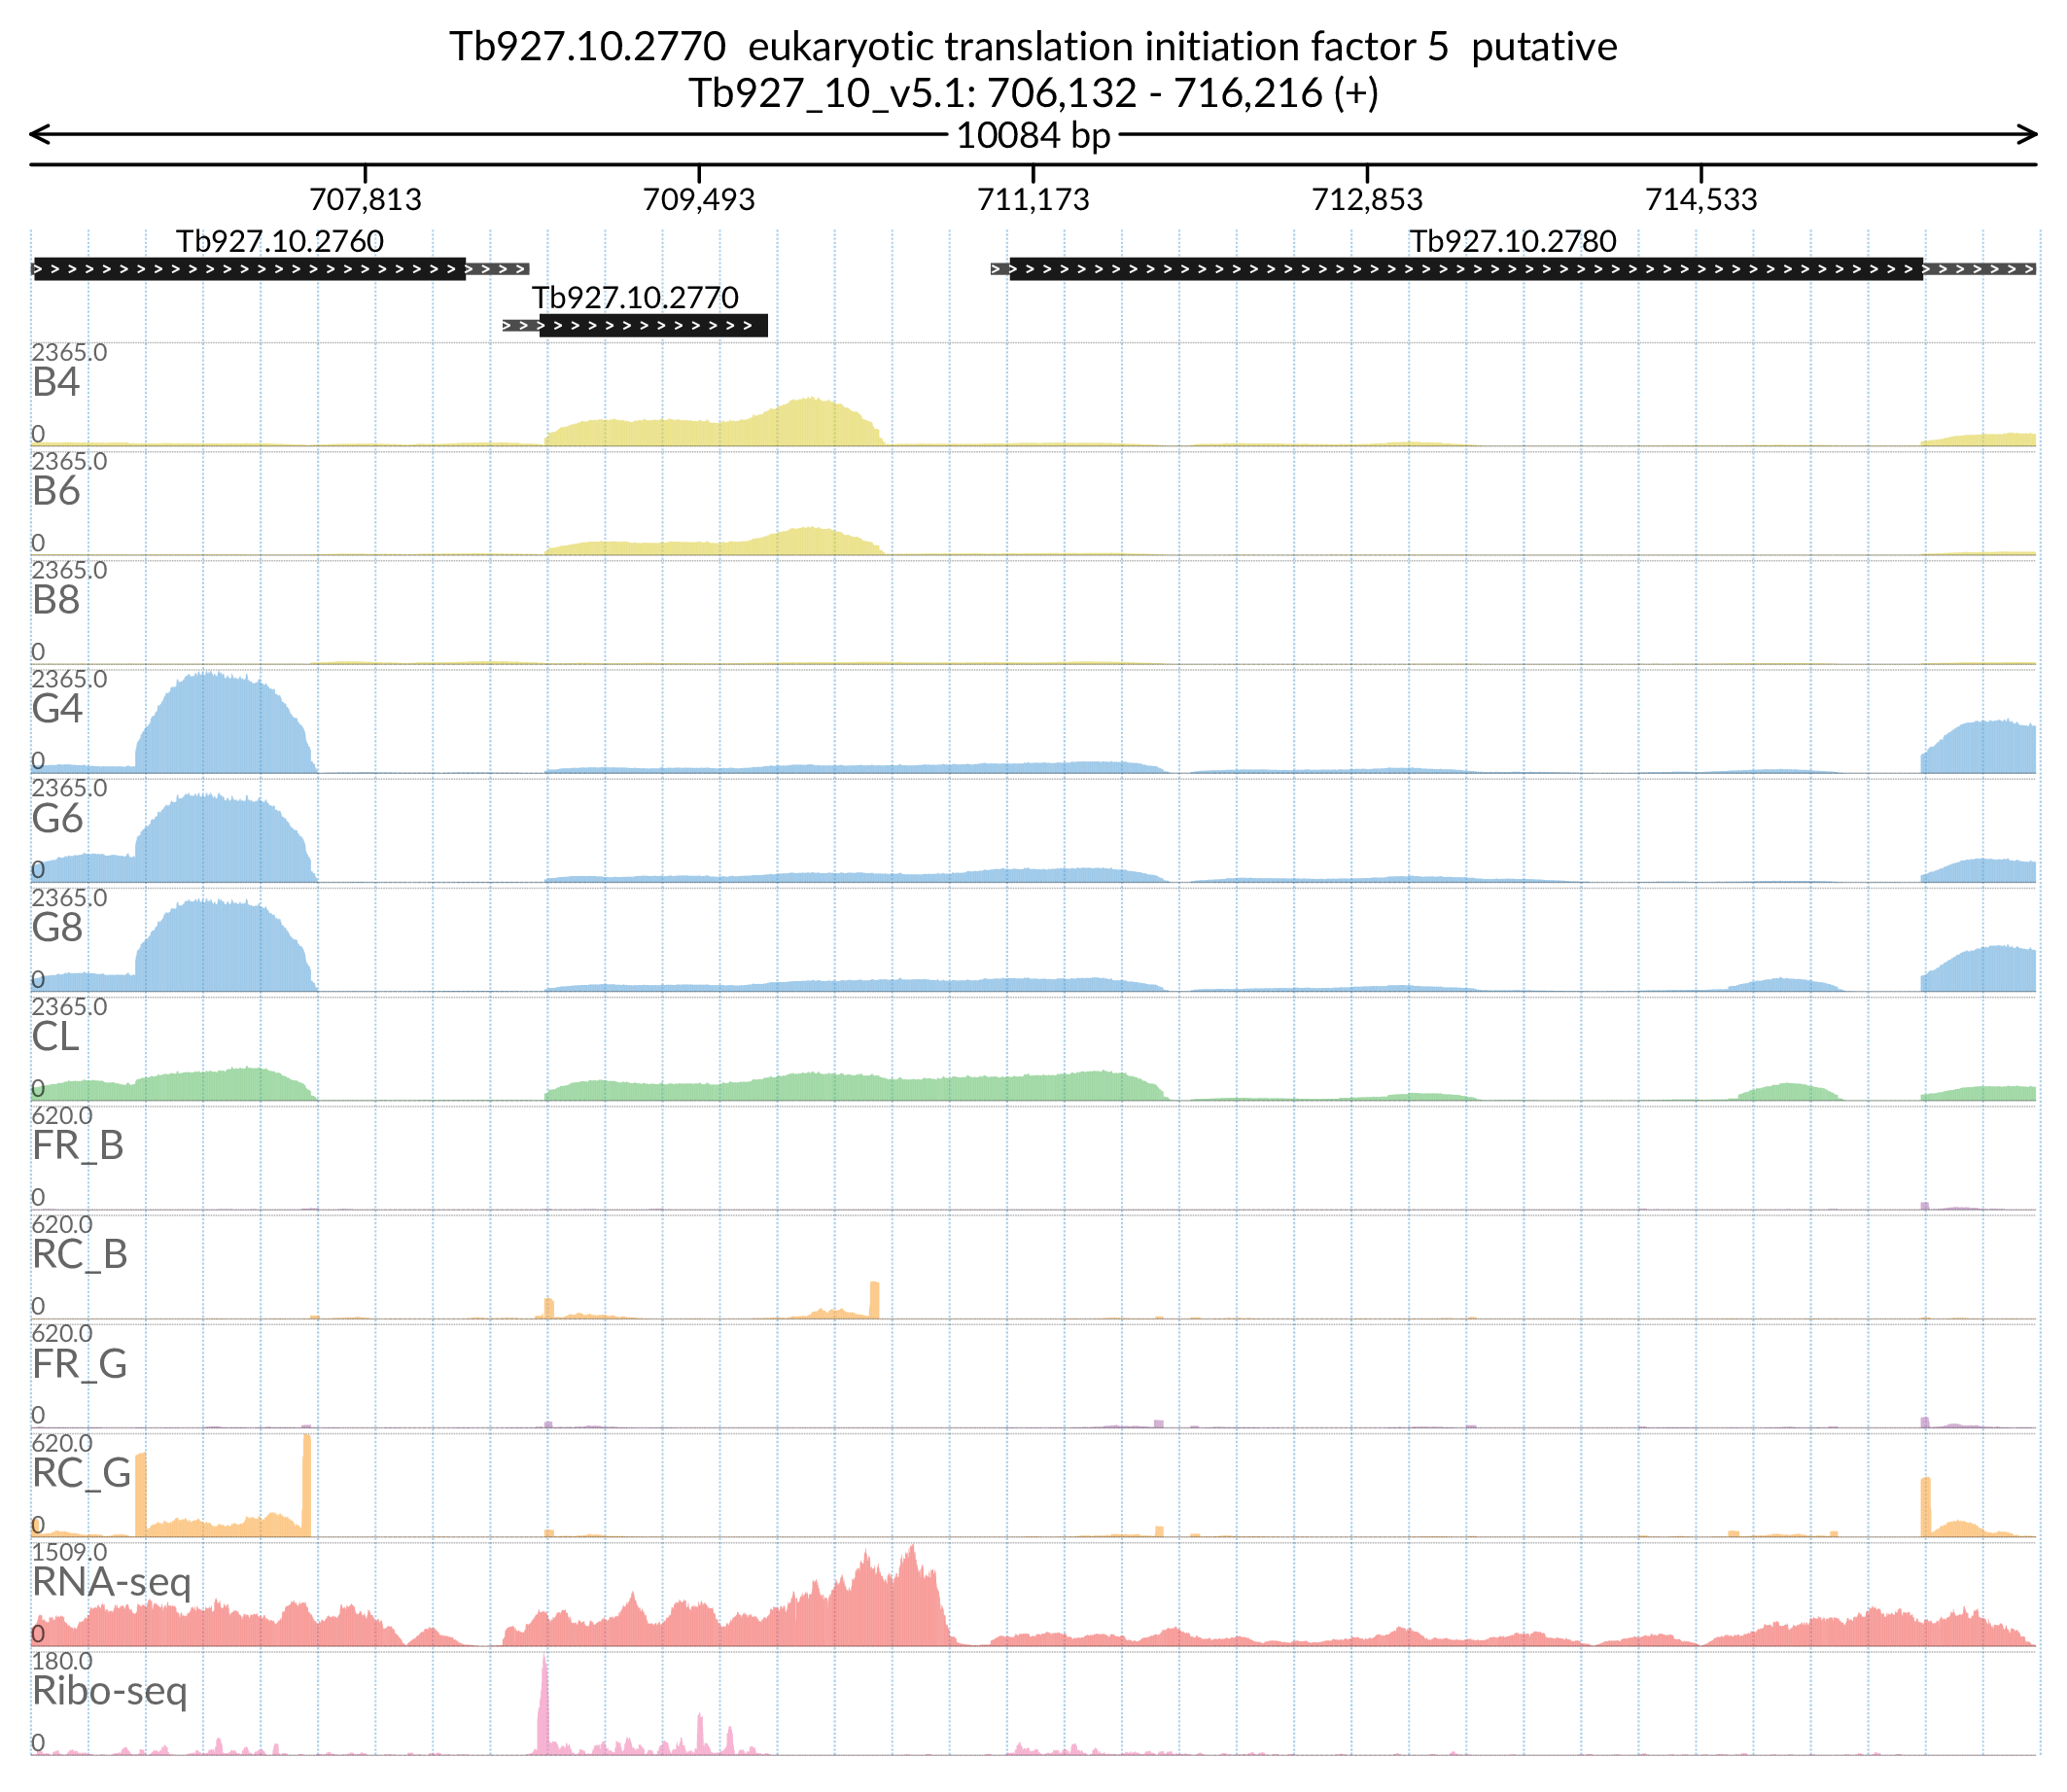 Tb927.10.2770  eukaryotic translation initiation factor 5  putative
Tb927_10_v5.1: 706,132 - 716,216 (+)
10084 bp
707,813 709,493 711,173 712,853 714,533
Tb927.10.2760 Tb927.10.2780
Tb927.10.2770
2365.0
B4
0
2365.0
B6
0
2365.0
B8
0
2365.0
G4
0
2365.0
G6
0
2365.0
G8
0
2365.0
CL
0
620.0
FR_B
0
620.0
RC_B
0
620.0
FR_G
0
620.0
RC_G
0
1509.0
RNA-seq
0
180.0
Ribo-seq
0